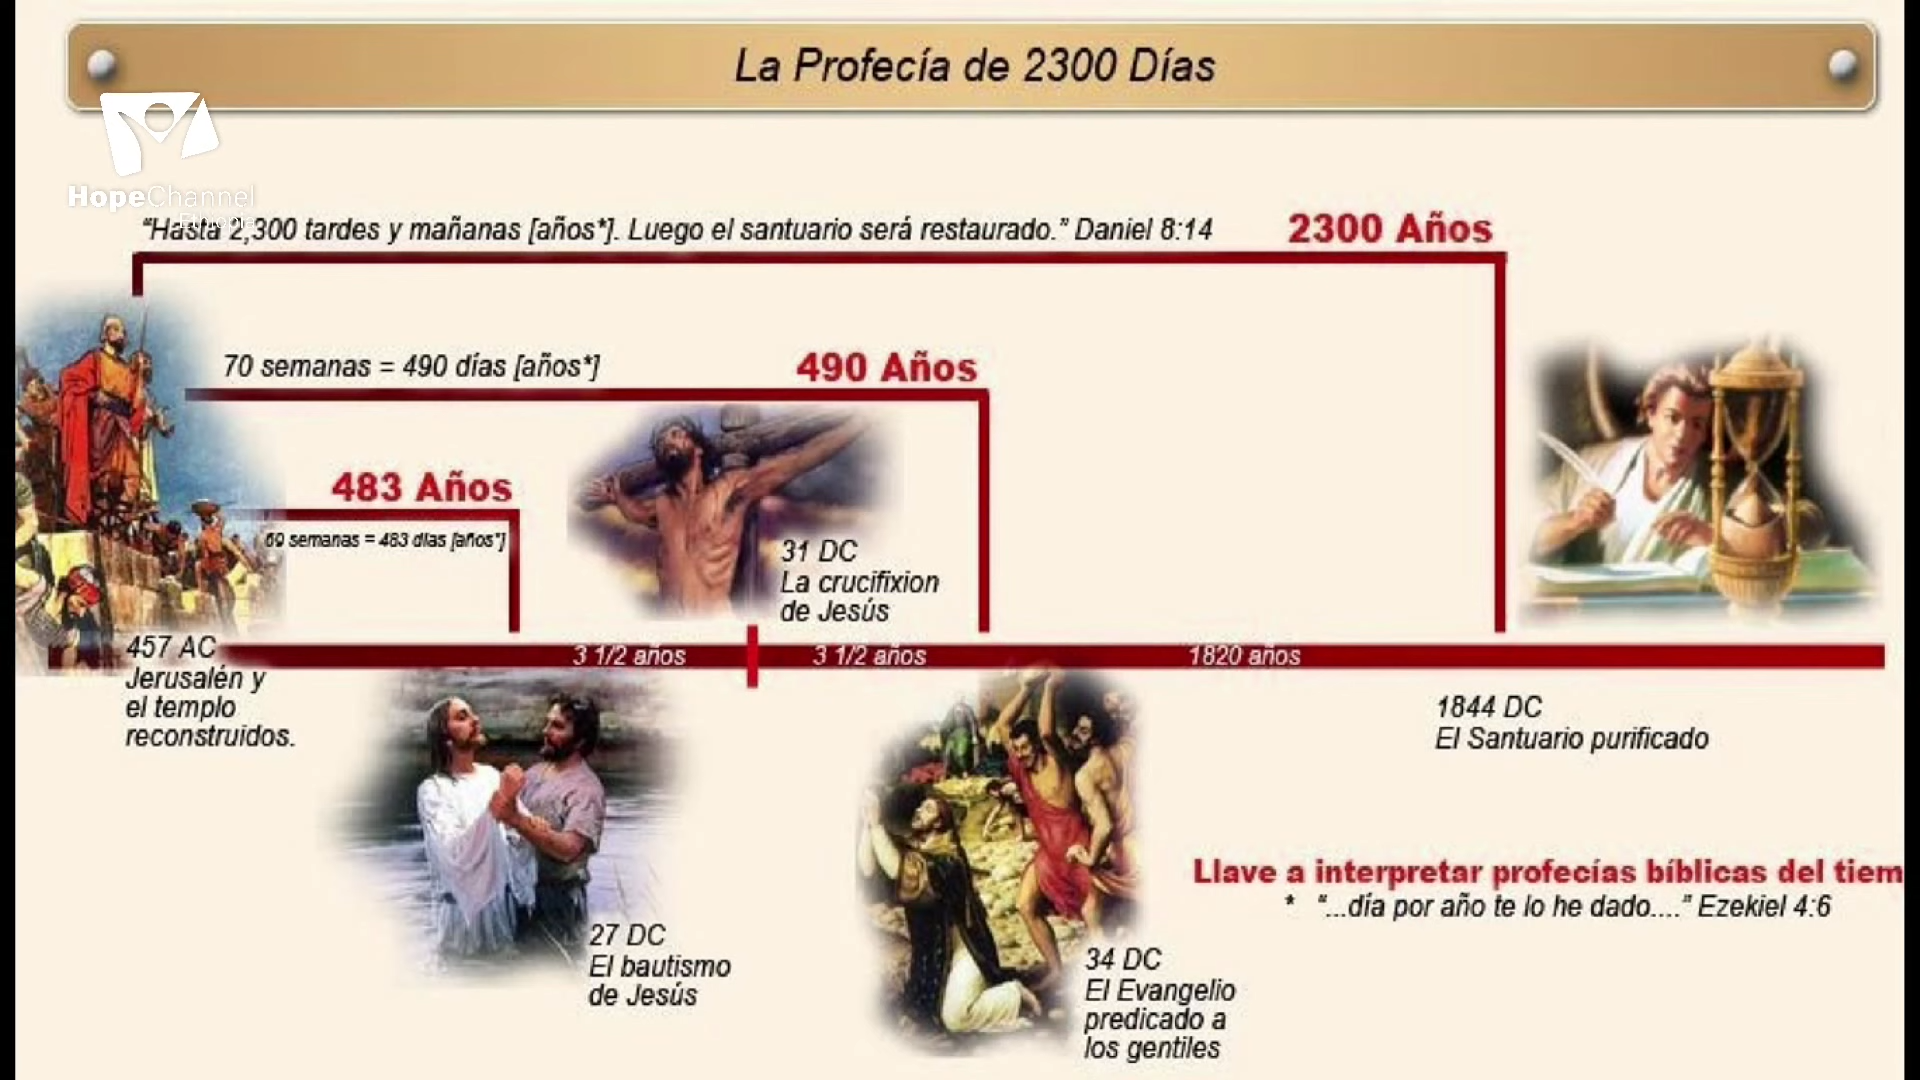 La Profecía de 2300 Días
HopeChannel
Ethiopia
“Hasta 2,300 tardes y mañanas [años*]. Luego el santuario será restaurado.” Daniel 8:14
2300 Años
70 semanas = 490 días [años*]
490 Años
483 Años
69 semanas = 483 días [años*]
31 DC
La crucifixion
de Jesús
457 AC
Jerusalén y
el templo
reconstruidos.
3 1/2 años
3 1/2 años
1820 años
1844 DC
El Santuario purificado
27 DC
El bautismo
de Jesús
34 DC
El Evangelio
predicado a
los gentiles
Llave a interpretar profecías bíblicas del tiem
* “...día por año te lo he dado....” Ezekiel 4:6